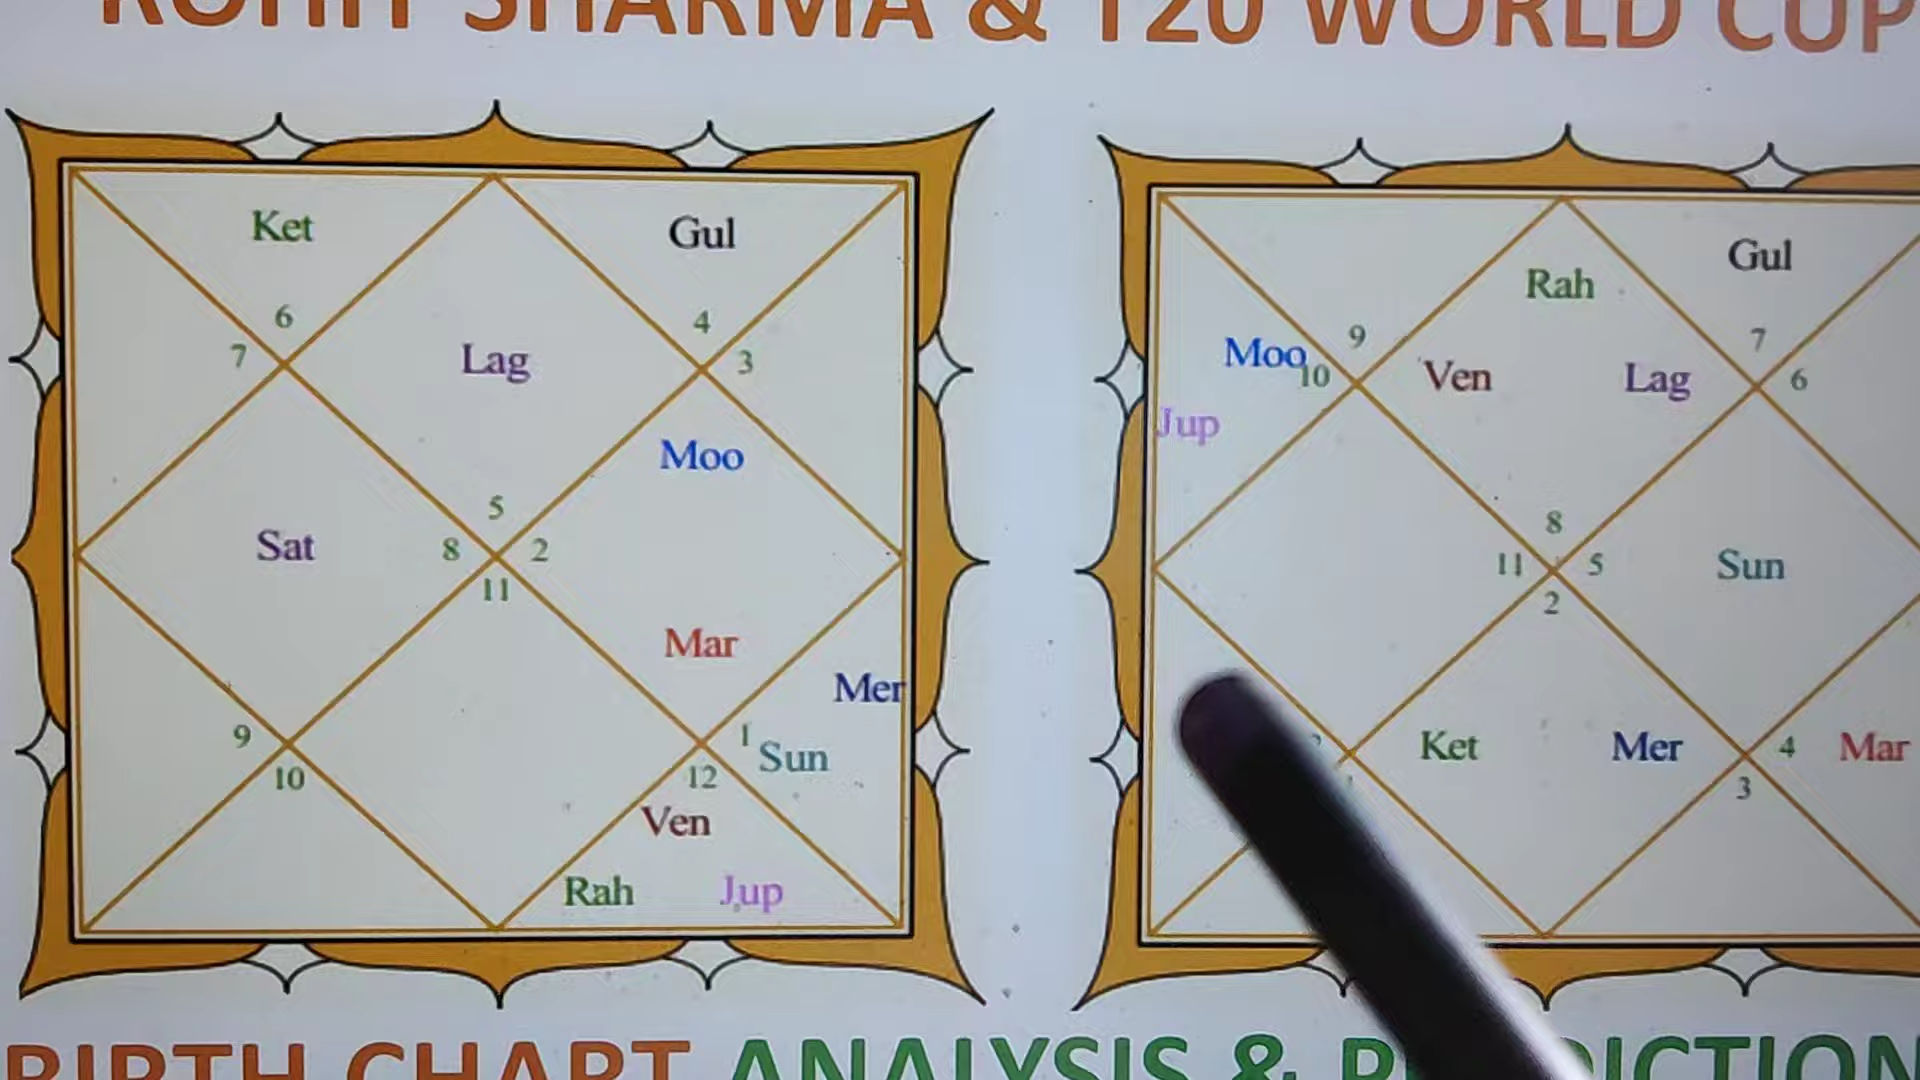 ROHIT SHARMA & T20 WORLD CUP
Ket
Gul
6
4
7
Lag
3
Moo
5
Sat
8
2
11
Mar
Mer
9
1
Sun
10
12
Ven
Rah
Jup
Gul
Rah
9
7
Moo
10
Ven
Lag
6
Jup
8
11
5
Sun
2
Ket
Mer
4
Mar
3
BIRTH CHART ANALYSIS &